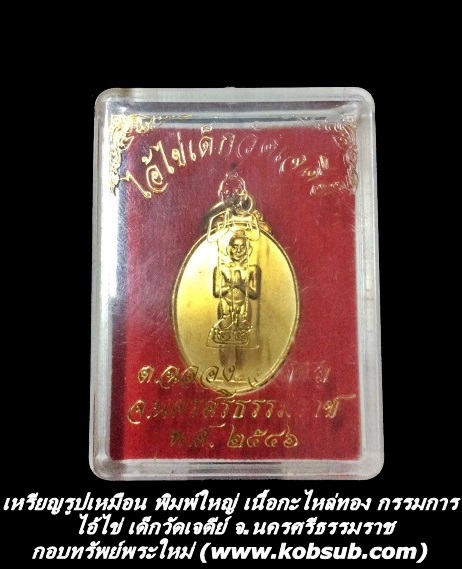 ไอ้ไข่เด็กวัดเจดีย์
ต.ฉลอง
จ.นครศรีธรรมราช
พ.ศ. ๒๕๔๖
เหรียญรูปเหมือน พิมพ์ใหญ่ เนื้อกะไหล่ทอง กรรมการ
ไอ้ไข่ เด็กวัดเจดีย์ จ.นครศรีธรรมราช
กอบทรัพย์พระใหม่ (www.kobsub.com)